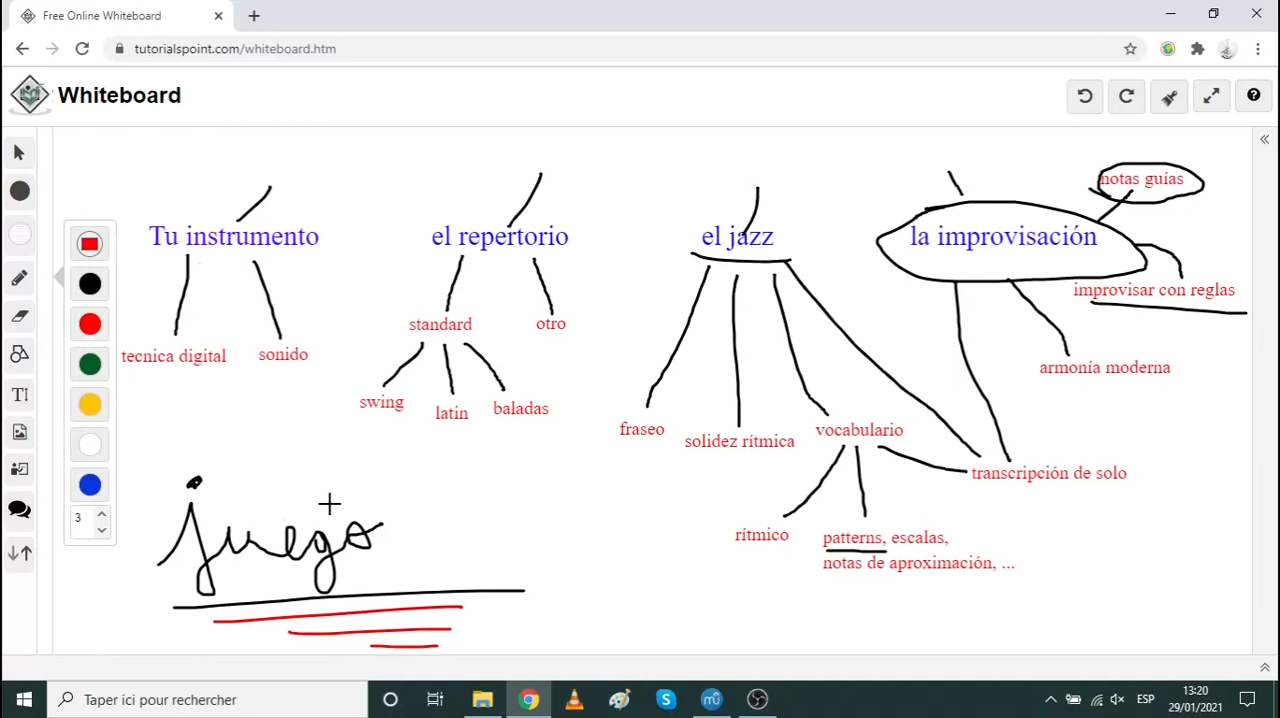 Free Online Whiteboard
tutorialspoint.com/whiteboard.htm
Whiteboard
notas guías
Tu instrumento
el repertorio
el jazz
la improvisación
improvisar con reglas
standard
otro
tecnica digital
sonido
armonía moderna
swing
latin
baladas
fraseo
solidez rítmica
vocabulario
transcripción de solo
TI
3
juego
rítmico
patterns, escalas,
notas de aproximación, ...
Taper ici pour rechercher
ESP
13:20
29/01/2021